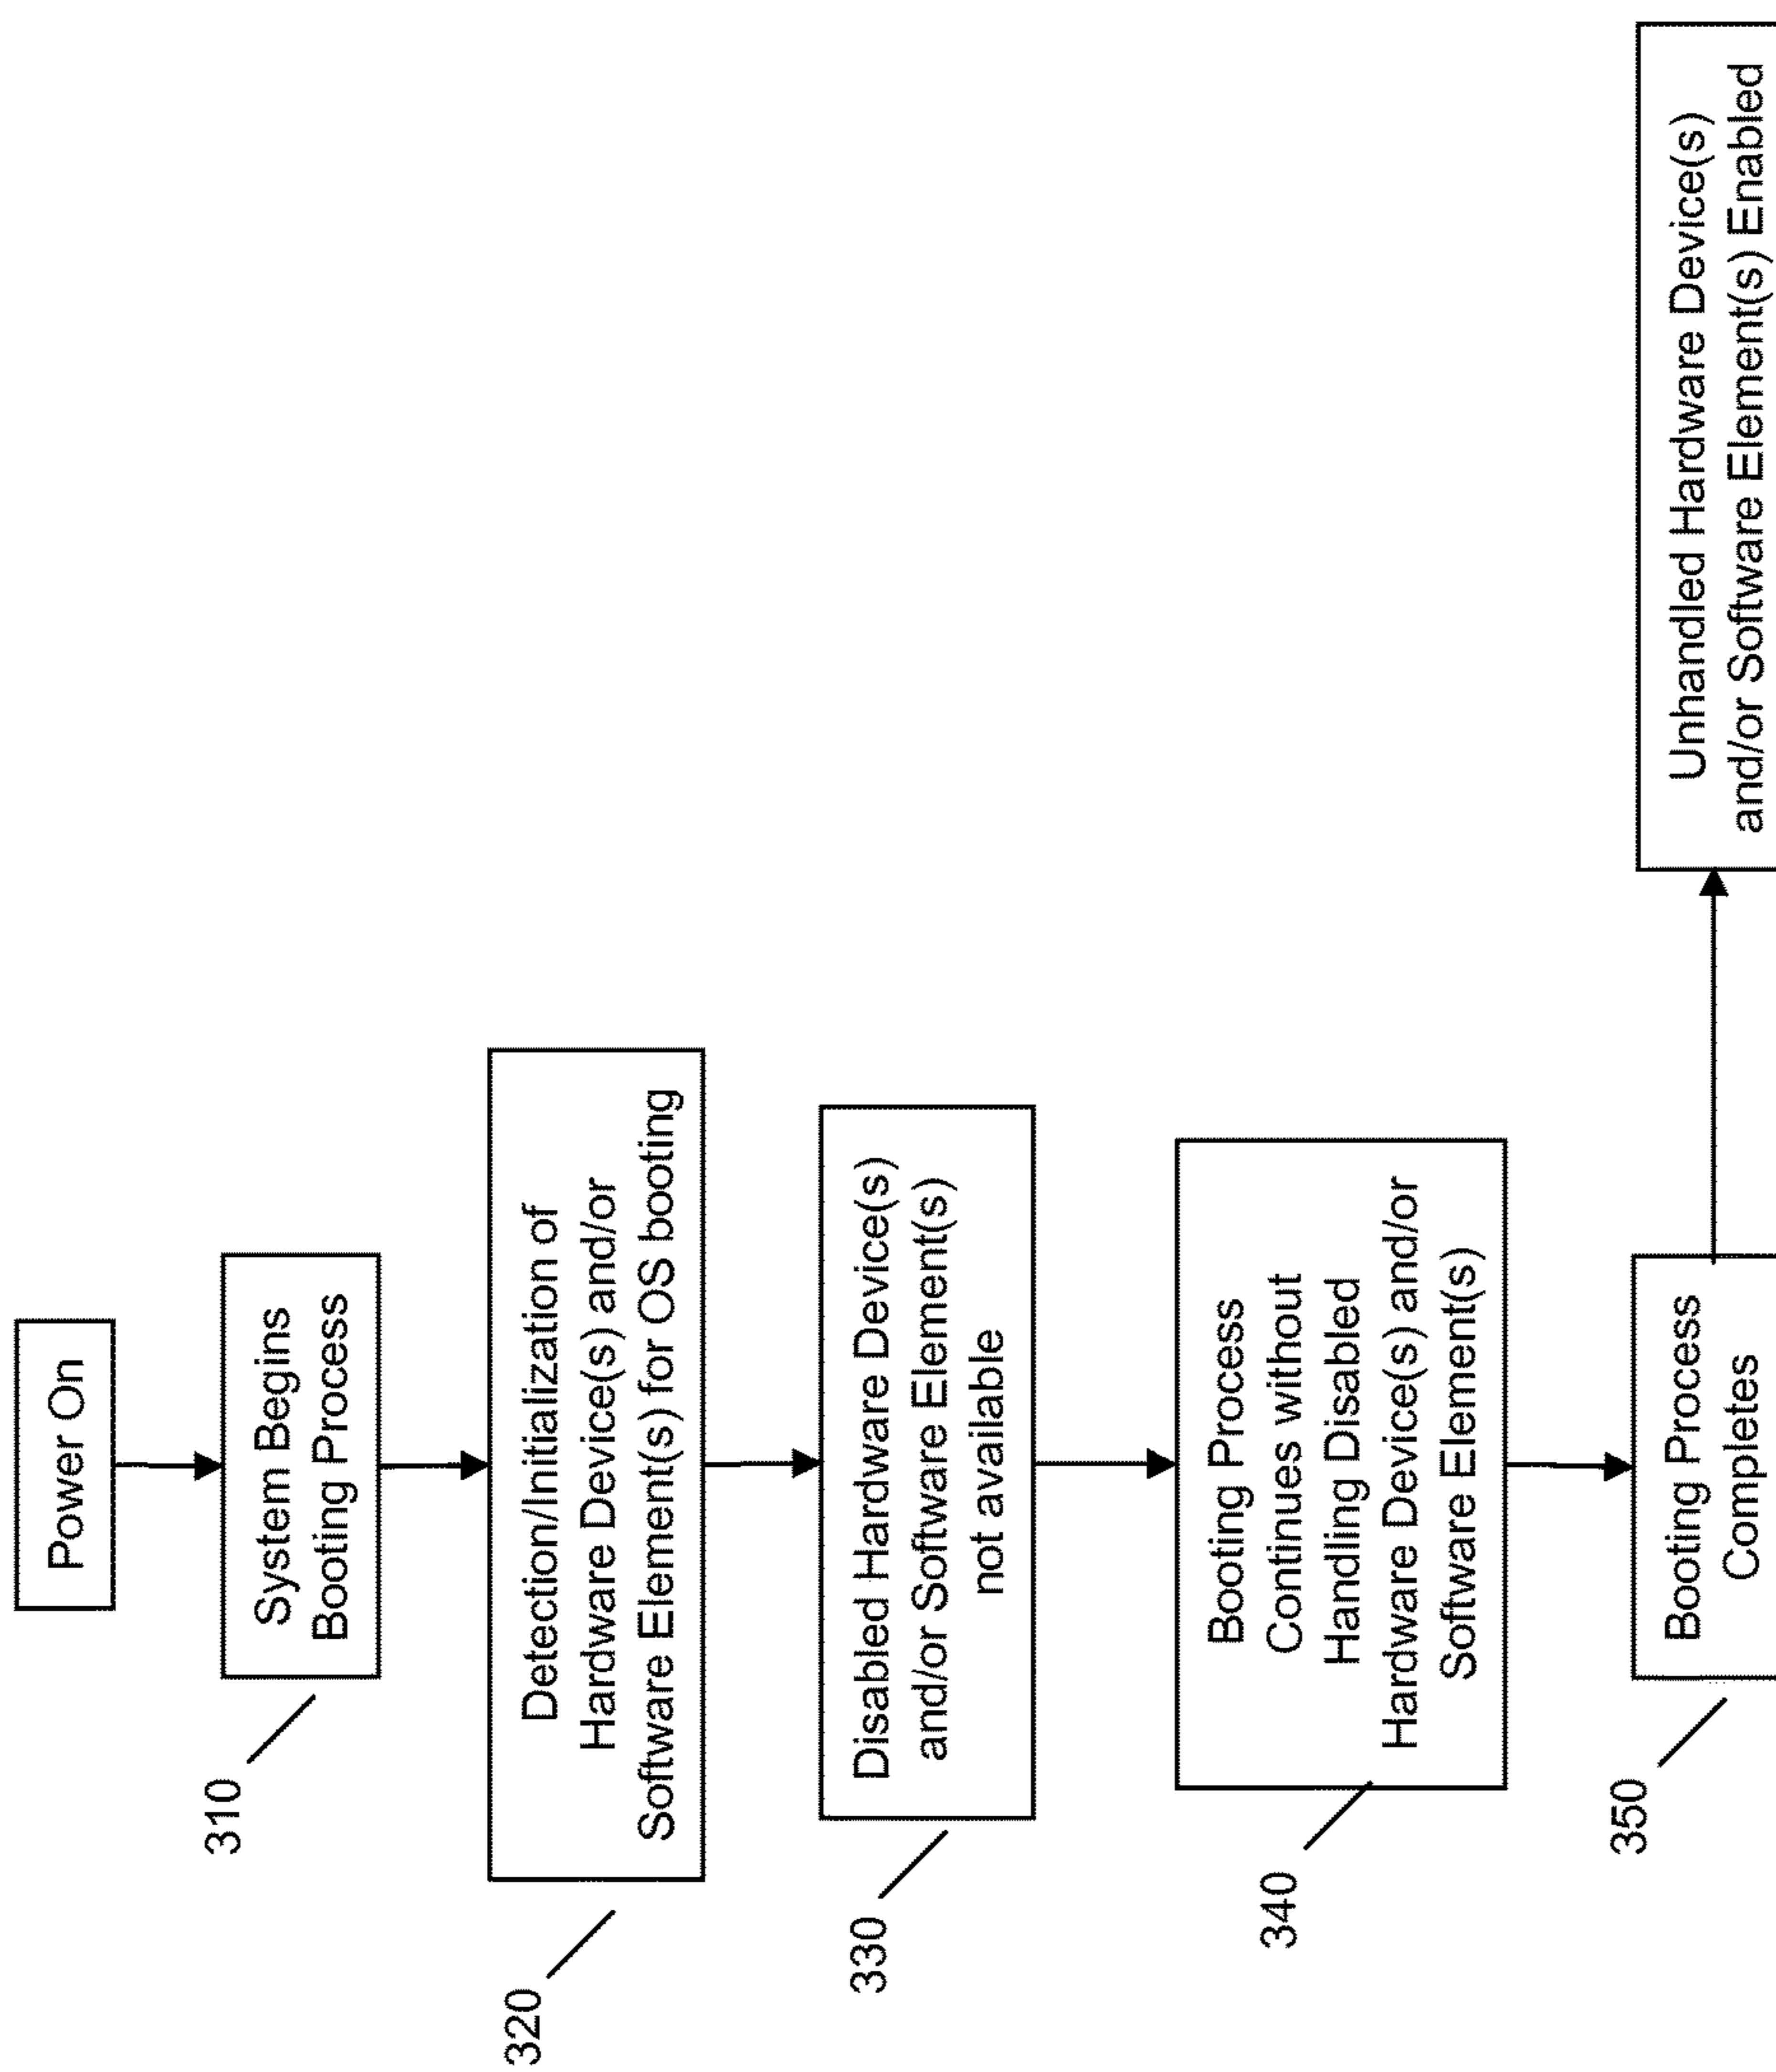 Power On
310
System Begins
Booting Process
320
Detection/Initialization of
Hardware Device(s) and/or
Software Element(s) for OS booting
330
Disabled Hardware Device(s)
and/or Software Element(s)
not available
340
Booting Process
Continues without
Handling Disabled
Hardware Device(s) and/or
Software Element(s)
350
Booting Process
Completes
Unhandled Hardware Device(s)
and/or Software Element(s) Enabled